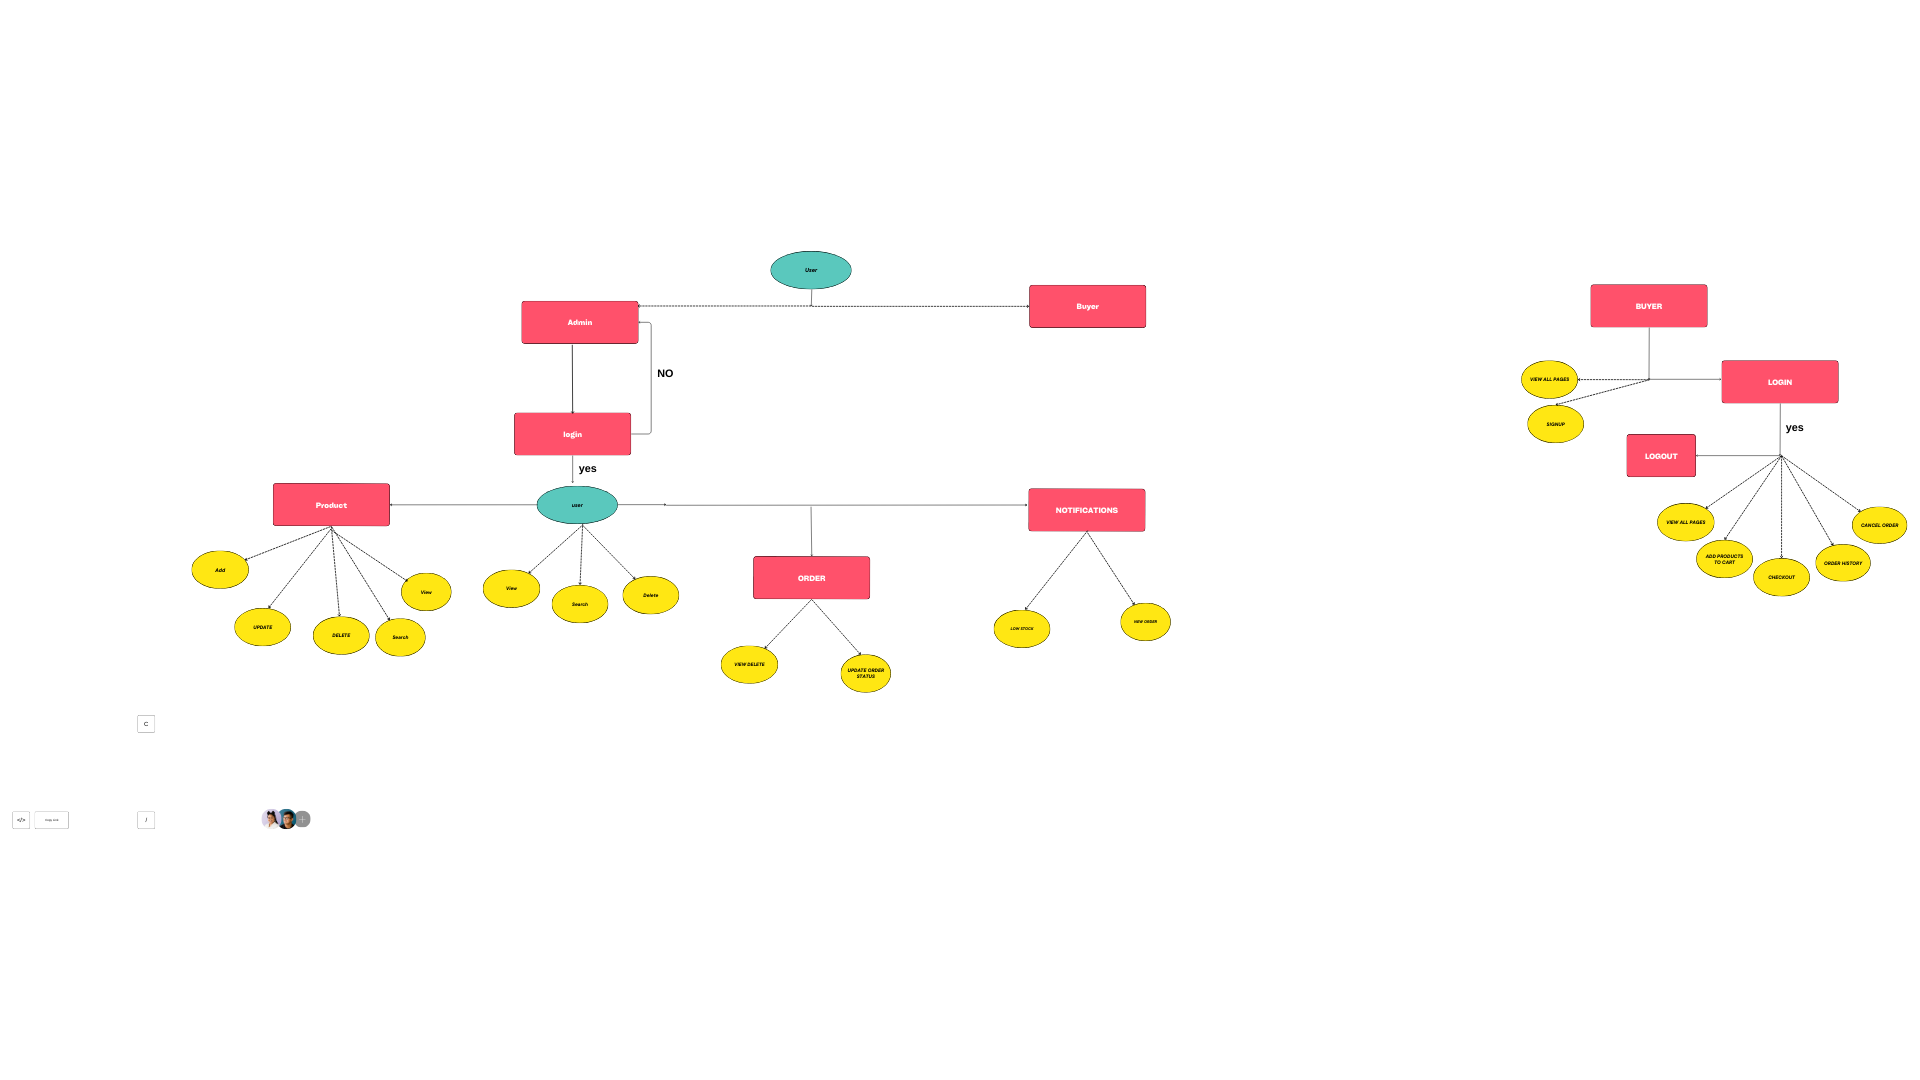 User
Admin
Buyer
NO
login
yes
Product
user
NOTIFICATIONS
Add
UPDATE
DELETE
Search
View
View
Search
Delete
ORDER
VIEW DELETE
UPDATE ORDER
STATUS
LOW STOCK
NEW ORDER
BUYER
VIEW ALL PAGES
SIGNUP
LOGIN
yes
LOGOUT
VIEW ALL PAGES
ADD PRODUCTS
TO CART
CHECKOUT
ORDER HISTORY
CANCEL ORDER
C
</>
/